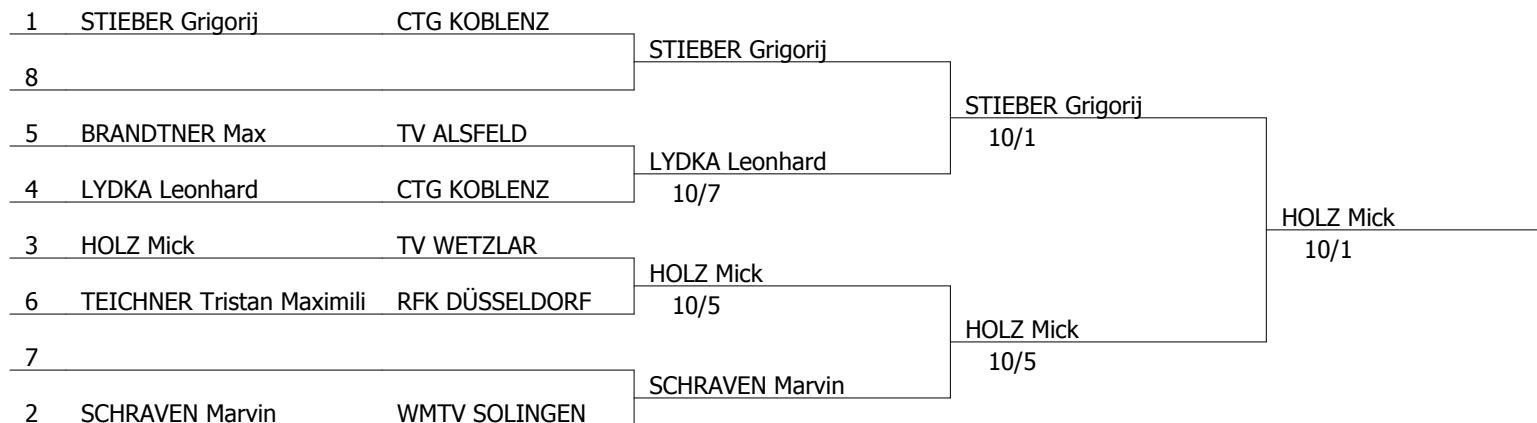 1 STIEBER Grigorij CTG KOBLENZ
STIEBER Grigorij
8
STIEBER Grigorij
10/1
5 BRANDTNER Max TV ALSFELD
LYDKA Leonhard
10/7
4 LYDKA Leonhard CTG KOBLENZ
HOLZ Mick
10/1
3 HOLZ Mick TV WETZLAR
HOLZ Mick
10/5
6 TEICHNER Tristan Maximili RFK DÜSSELDORF
HOLZ Mick
10/5
7
SCHRAVEN Marvin
2 SCHRAVEN Marvin WMTV SOLINGEN